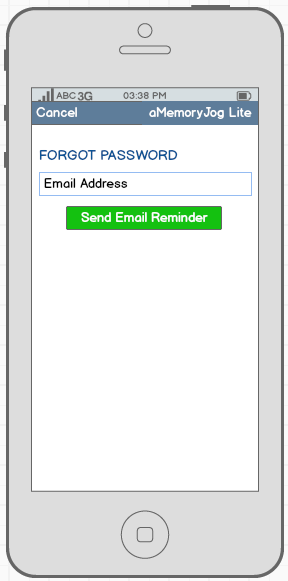 ABC 3G 03:38 PM
Cancel aMemoryJog Lite
FORGOT PASSWORD
Email Address
Send Email Reminder